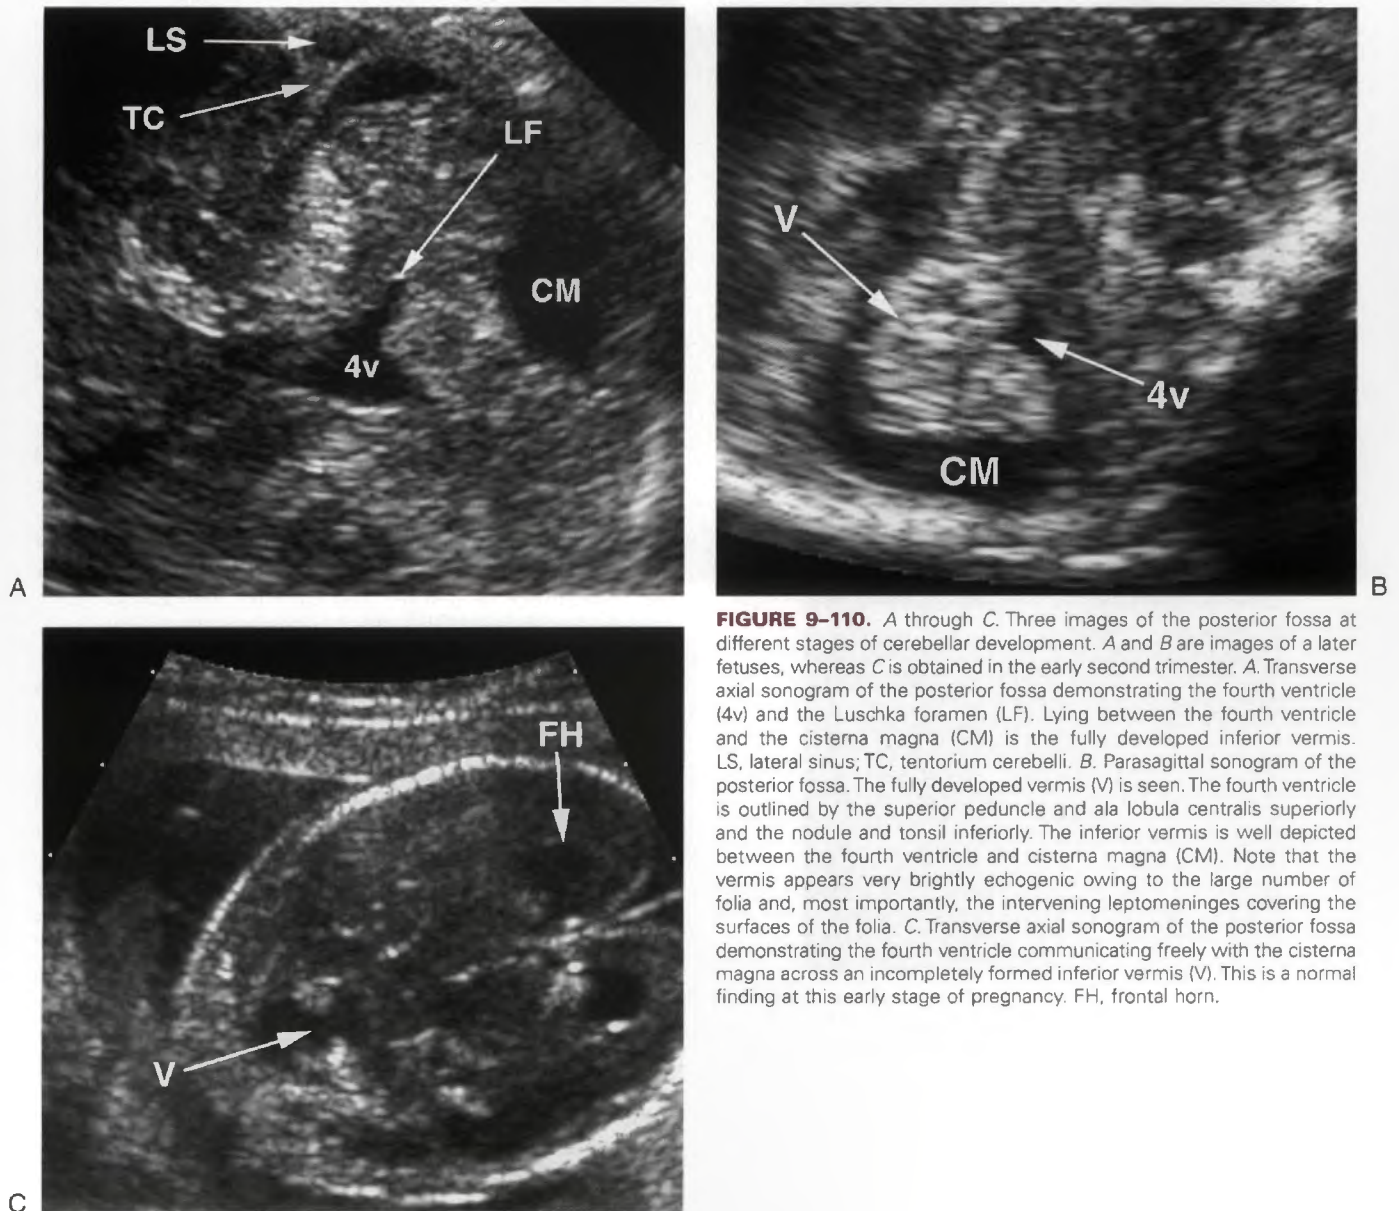 LS
TC
LF
CM
4v
A
V
4v
CM
B
FIGURE 9–110. A through C. Three images of the posterior fossa at
different stages of cerebellar development. A and B are images of a later
fetuses, whereas C is obtained in the early second trimester. A. Transverse
axial sonogram of the posterior fossa demonstrating the fourth ventricle
(4v) and the Luschka foramen (LF). Lying between the fourth ventricle
and the cisterna magna (CM) is the fully developed inferior vermis.
LS, lateral sinus; TC, tentorium cerebelli. B. Parasagittal sonogram of the
posterior fossa. The fully developed vermis (V) is seen. The fourth ventricle
is outlined by the superior peduncle and ala lobula centralis superiorly
and the nodule and tonsil inferiorly. The inferior vermis is well depicted
between the fourth ventricle and cisterna magna (CM). Note that the
vermis appears very brightly echogenic owing to the large number of
folia and, most importantly, the intervening leptomeninges covering the
surfaces of the folia. C. Transverse axial sonogram of the posterior fossa
demonstrating the fourth ventricle communicating freely with the cisterna
magna across an incompletely formed inferior vermis (V). This is a normal
finding at this early stage of pregnancy. FH, frontal horn.
FH
V
C